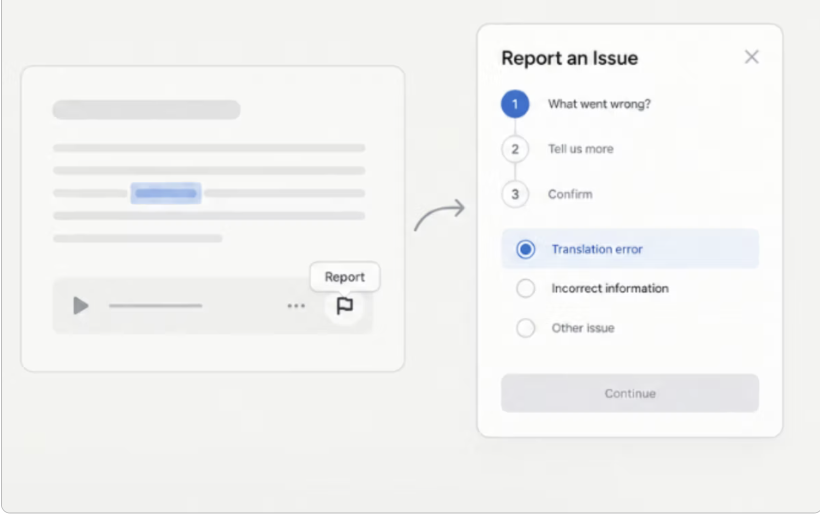 Report
Report an Issue
1 What went wrong?
2 Tell us more
3 Confirm
Translation error
Incorrect information
Other issue
Continue